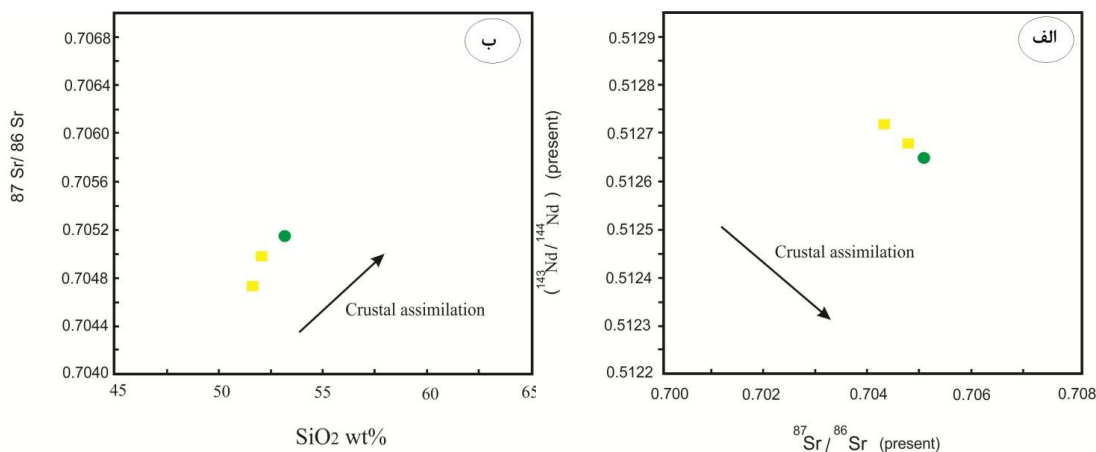 ب
0.7068
0.7064
0.7060
0.7056
0.7052
0.7048
0.7044
0.7040
87 Sr/ 86 Sr
Crustal assimilation
45 50 55 60 65
SiO2 wt%
الف
0.5129
0.5128
0.5127
0.5126
0.5125
0.5124
0.5123
0.5122
(143Nd/144Nd) (present)
Crustal assimilation
0.700 0.702 0.704 0.706 0.708
87Sr/86Sr (present)